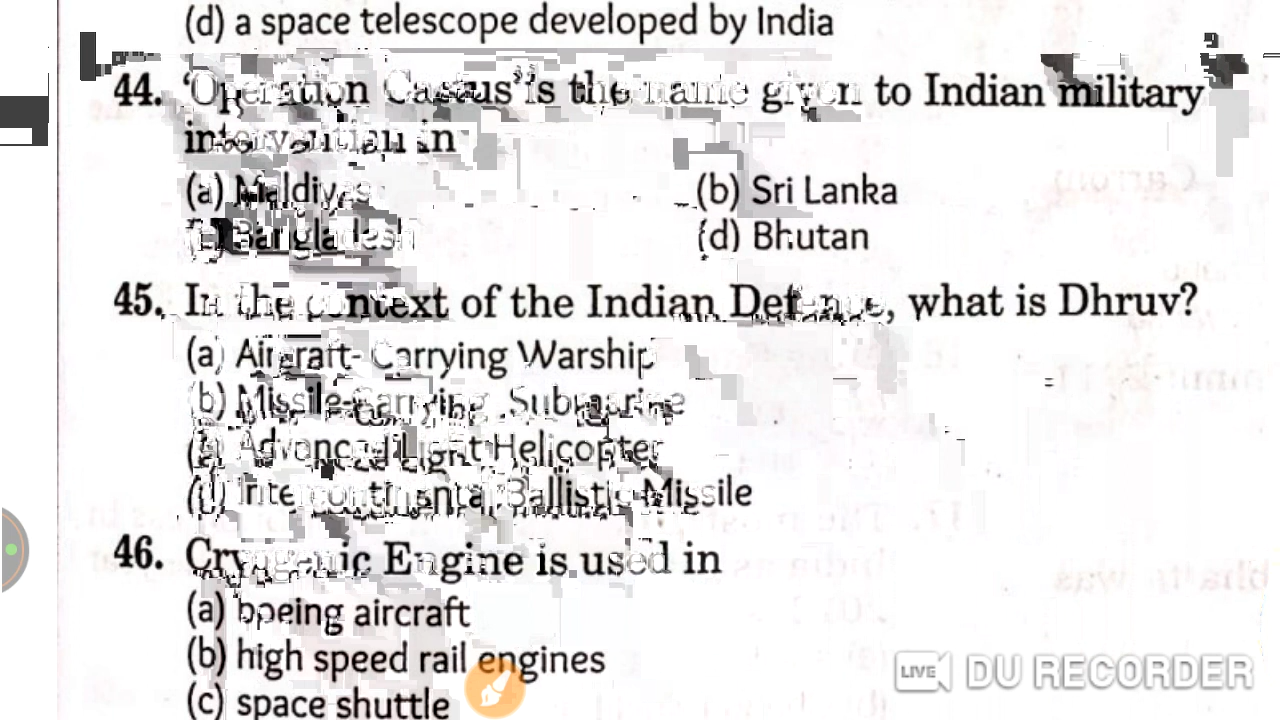 (d) a space telescope developed by India
44. 'Operation Castus' is the name given to Indian military
intervention in
(a) Maldives
(b) Sri Lanka
(c) Bangladesh
(d) Bhutan
45. In the context of the Indian Defence, what is Dhruv?
(a) Aircraft-Carrying Warship
(b) Missile-Carrying Submarine
(c) Advanced Light Helicopter
(d) Intercontinental Ballistic Missile
46. Cryogenic Engine is used in
(a) boeing aircraft
(b) high speed rail engines
(c) space shuttle
LIVE DU RECORDER